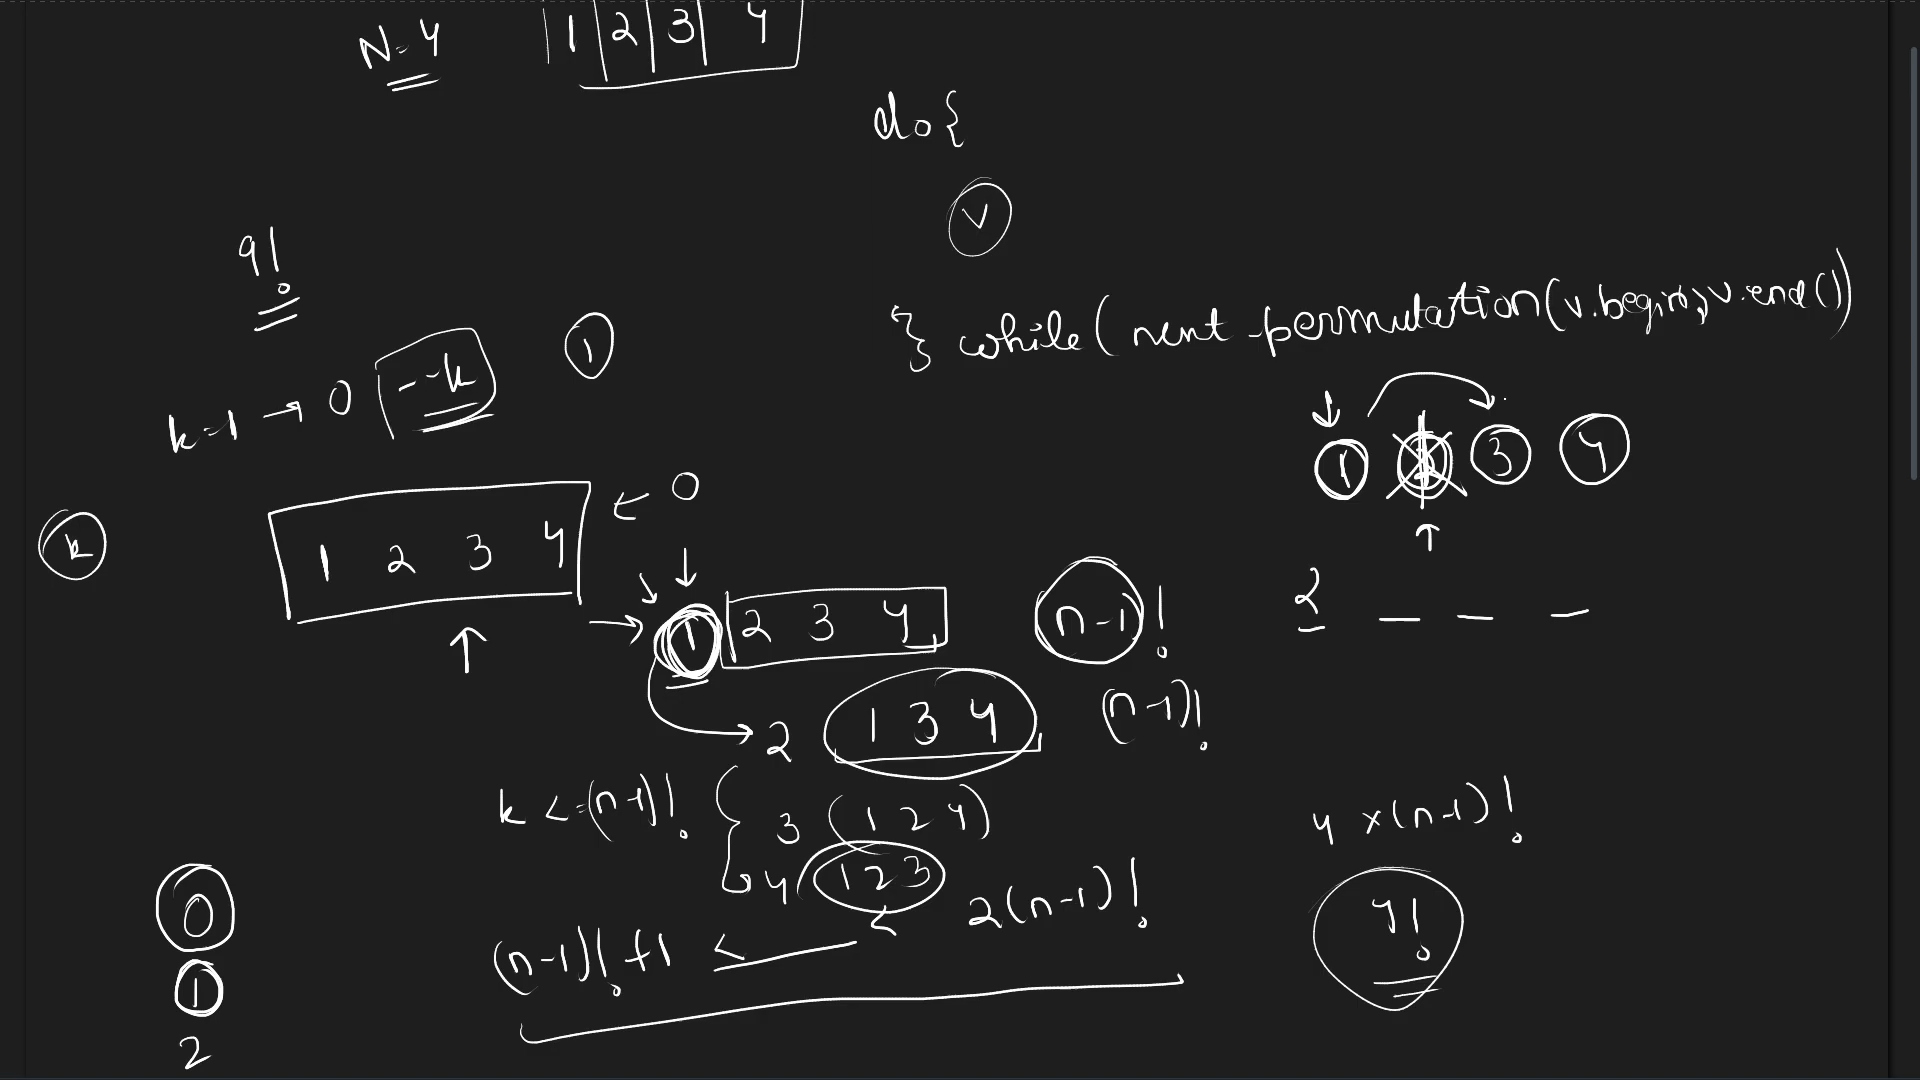 N=4 1 2 3 4
do{
v
9!
} while( next-permutation(v.begin, v.end())
k-1 → 0 --k 1
1 3 4
k
1 2 3 4 ← 0
→ 1 2 3 4 (n-1)!
2 _ _ _
2 1 3 4 (n-1)!
k <= (n-1)! { 3 (1 2 4)
4 × (n-1)!
4 (1 2 3)
0
4!
(n-1)! +1 < < 2(n-1)!
1
2